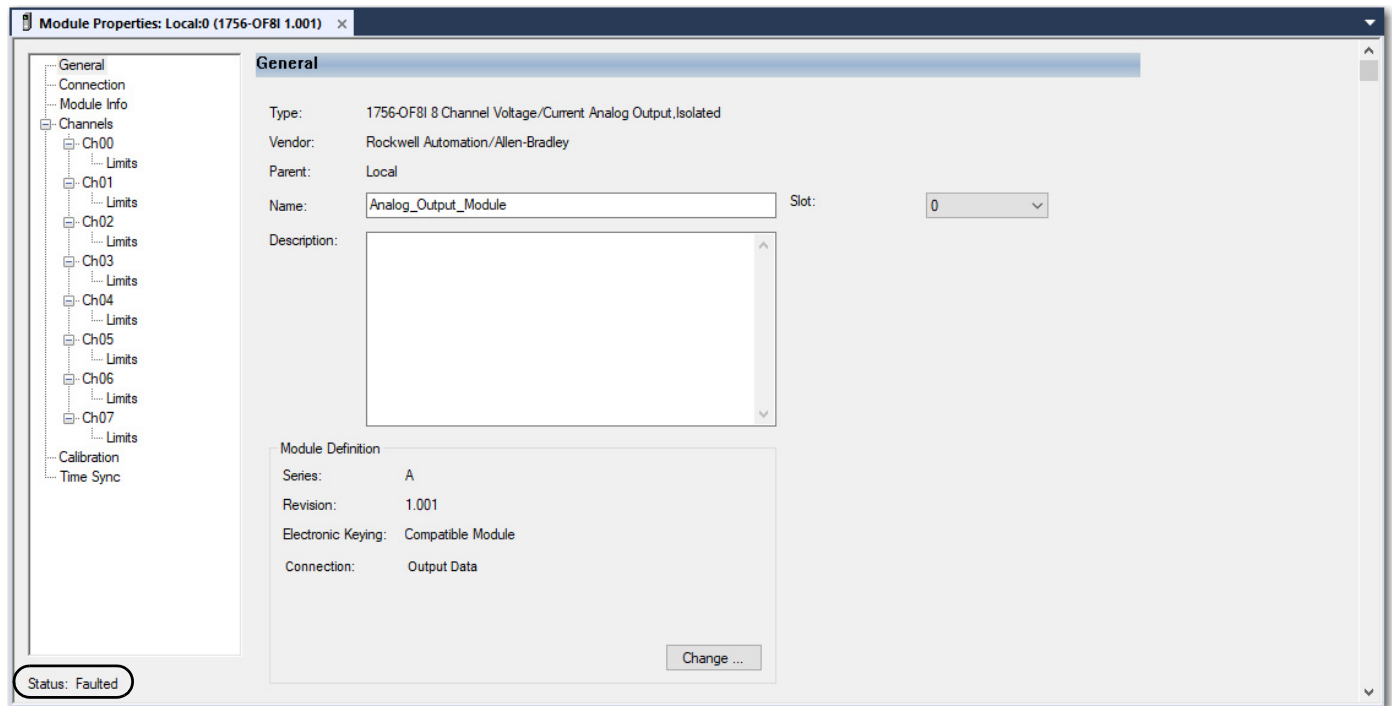 Module Properties: Local:0 (1756-OF8I 1.001) ×
General
Connection
Module Info
Channels
Ch00
Limits
Ch01
Limits
Ch02
Limits
Ch03
Limits
Ch04
Limits
Ch05
Limits
Ch06
Limits
Ch07
Limits
Calibration
Time Sync
Status: Faulted
General
Type: 1756-OF8I 8 Channel Voltage/Current Analog Output,Isolated
Vendor: Rockwell Automation/Allen-Bradley
Parent: Local
Name: Analog_Output_Module Slot: 0
Description:
Module Definition
Series: A
Revision: 1.001
Electronic Keying: Compatible Module
Connection: Output Data
Change ...